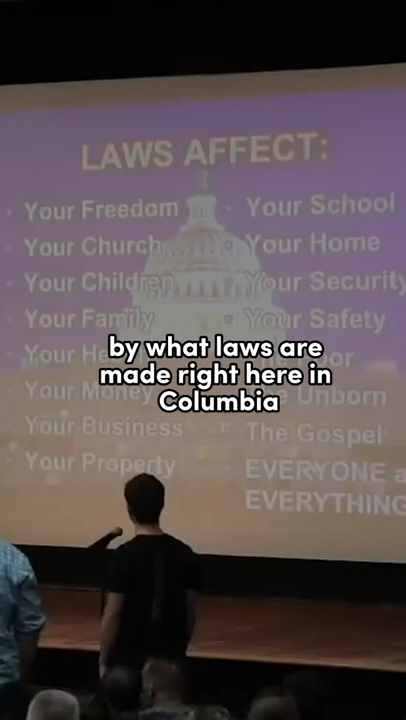 LAWS AFFECT:
· Your Freedom
· Your Church
· Your Children
· Your Family
· Your
· Your Money
· Your Business
· Your Property
· Your School
· Your Home
· Your Security
· Your Safety
Unborn
The Gospel
EVERYONE
EVERYTHING
by what laws are
made right here in
Columbia